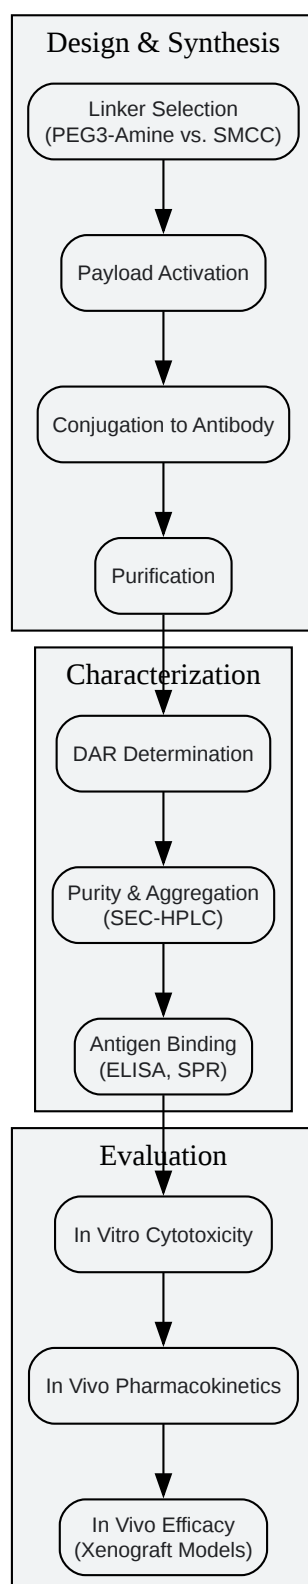 Design & Synthesis
Linker Selection
(PEG3-Amine vs. SMCC)
Payload Activation
Conjugation to Antibody
Purification
Characterization
DAR Determination
Purity & Aggregation
(SEC-HPLC)
Antigen Binding
(ELISA, SPR)
Evaluation
In Vitro Cytotoxicity
In Vivo Pharmacokinetics
In Vivo Efficacy
(Xenograft Models)